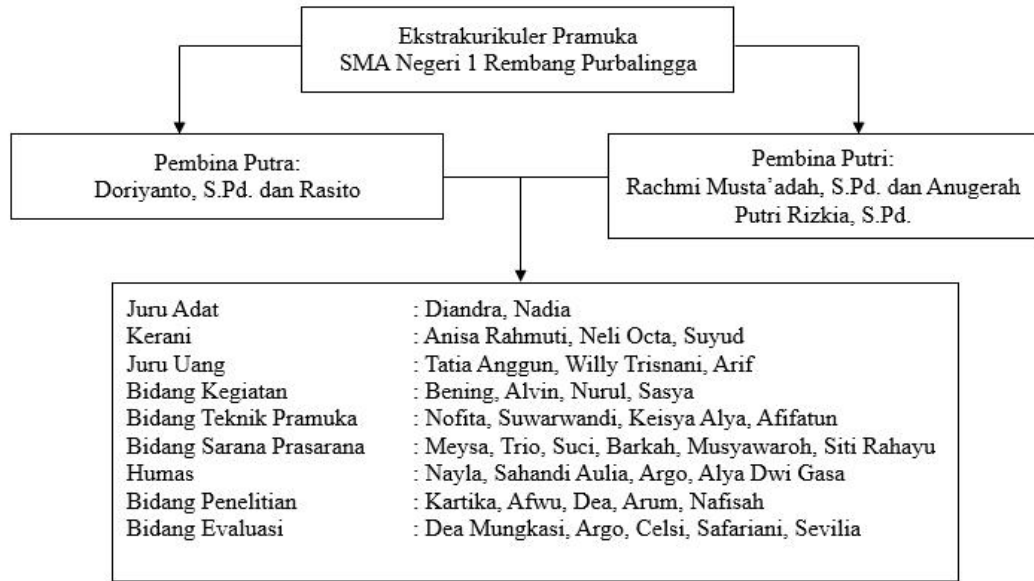 Ekstrakurikuler Pramuka
SMA Negeri 1 Rembang Purbalingga
Pembina Putra:
Doriyanto, S.Pd. dan Rasito
Pembina Putri:
Rachmi Musta’adah, S.Pd. dan Anugerah
Putri Rizkia, S.Pd.
Juru Adat : Diandra, Nadia
Kerani : Anisa Rahmuti, Neli Octa, Suyud
Juru Uang : Tatia Anggun, Willy Trisnani, Arif
Bidang Kegiatan : Bening, Alvin, Nurul, Sasya
Bidang Teknik Pramuka : Nofita, Suwarwandi, Keisya Alya, Afifatun
Bidang Sarana Prasarana : Meysa, Trio, Suci, Barkah, Musyawaroh, Siti Rahayu
Humas : Nayla, Sahandi Aulia, Argo, Alya Dwi Gasa
Bidang Penelitian : Kartika, Afwu, Dea, Arum, Nafisah
Bidang Evaluasi : Dea Mungkasi, Argo, Celsi, Safariani, Sevilia